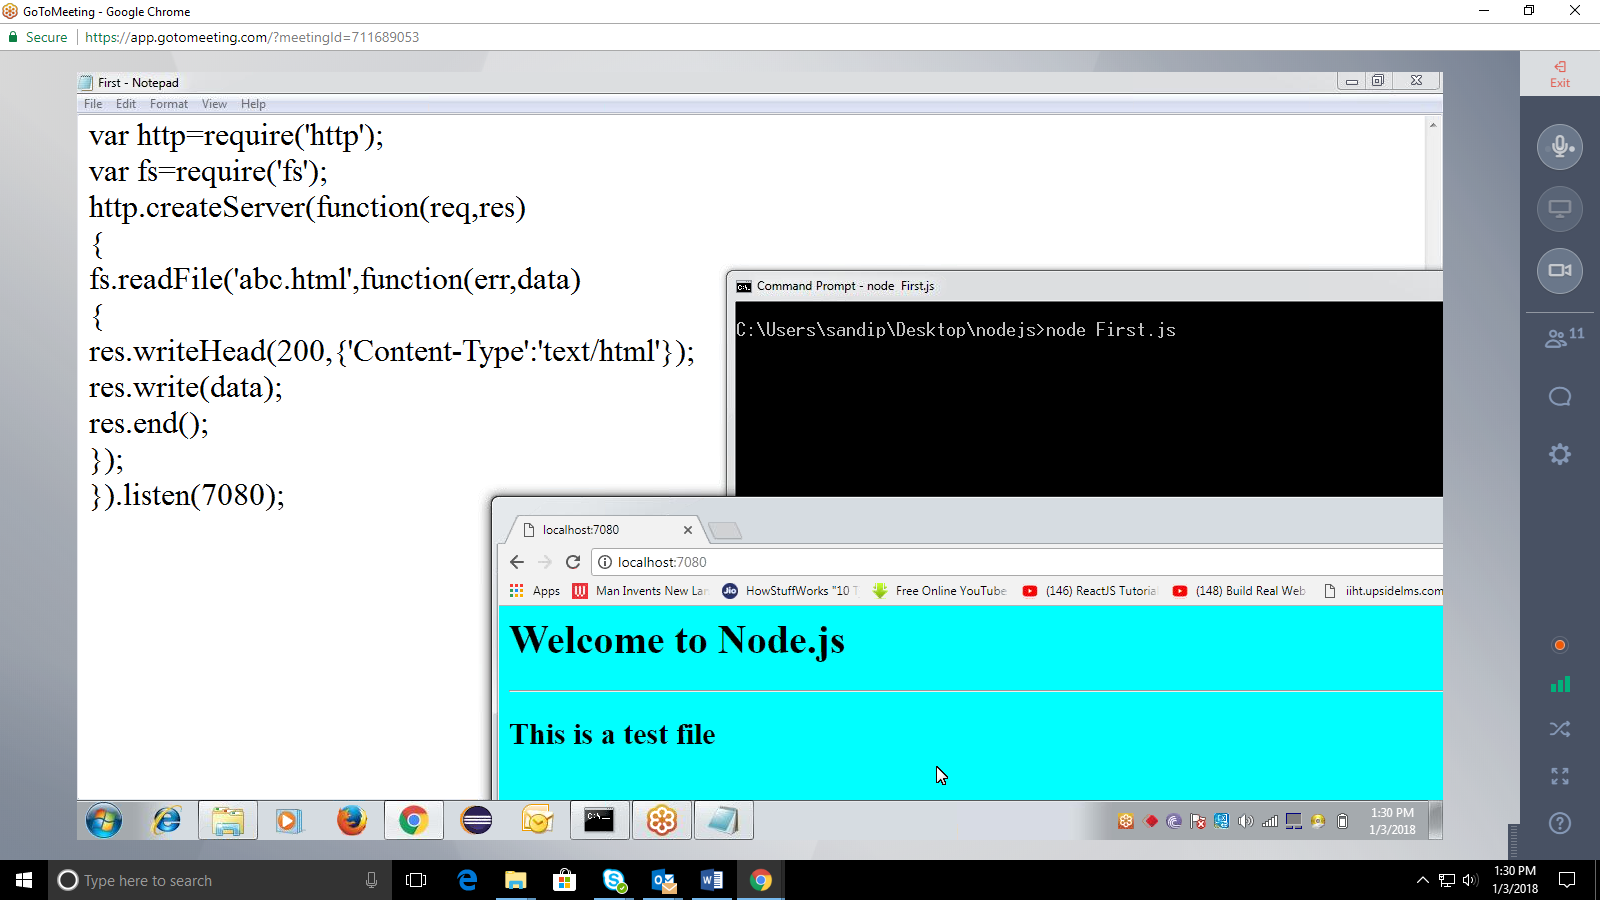 GoToMeeting - Google Chrome
Secure https://app.gotomeeting.com/?meetingId=711689053
Exit
First - Notepad
File Edit Format View Help
var http=require('http');
var fs=require('fs');
http.createServer(function(req,res)
{
fs.readFile('abc.html',function(err,data)
{
res.writeHead(200,{'Content-Type':'text/html'});
res.write(data);
res.end();
});
}).listen(7080);
11
Command Prompt - node First.js
C:\Users\sandip\Desktop\nodejs>node First.js
localhost:7080
localhost:7080
Apps Man Invents New Lan Jio HowStuffWorks "10 T Free Online YouTube (146) ReactJS Tutoria (148) Build Real Web iiht.upsidelms.com
Welcome to Node.js
This is a test file
C:\.
1:30 PM
1/3/2018
Type here to search
1:30 PM
1/3/2018